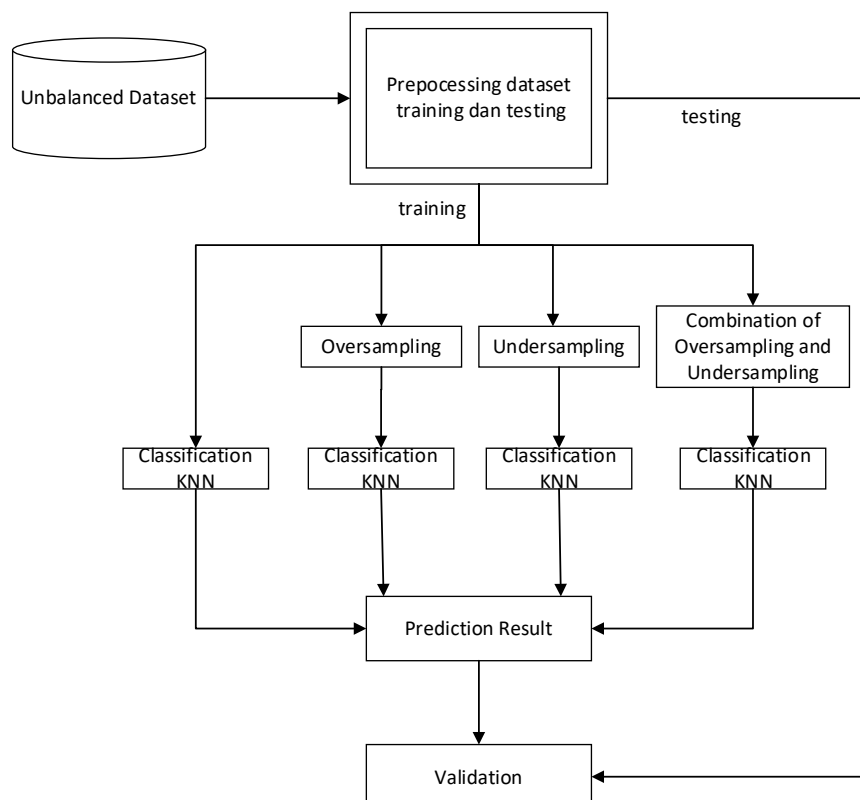 Unbalanced Dataset
Prepocessing dataset
training dan testing
testing
training
Oversampling
Undersampling
Combination of
Oversampling and
Undersampling
Classification
KNN
Classification
KNN
Classification
KNN
Classification
KNN
Prediction Result
Validation